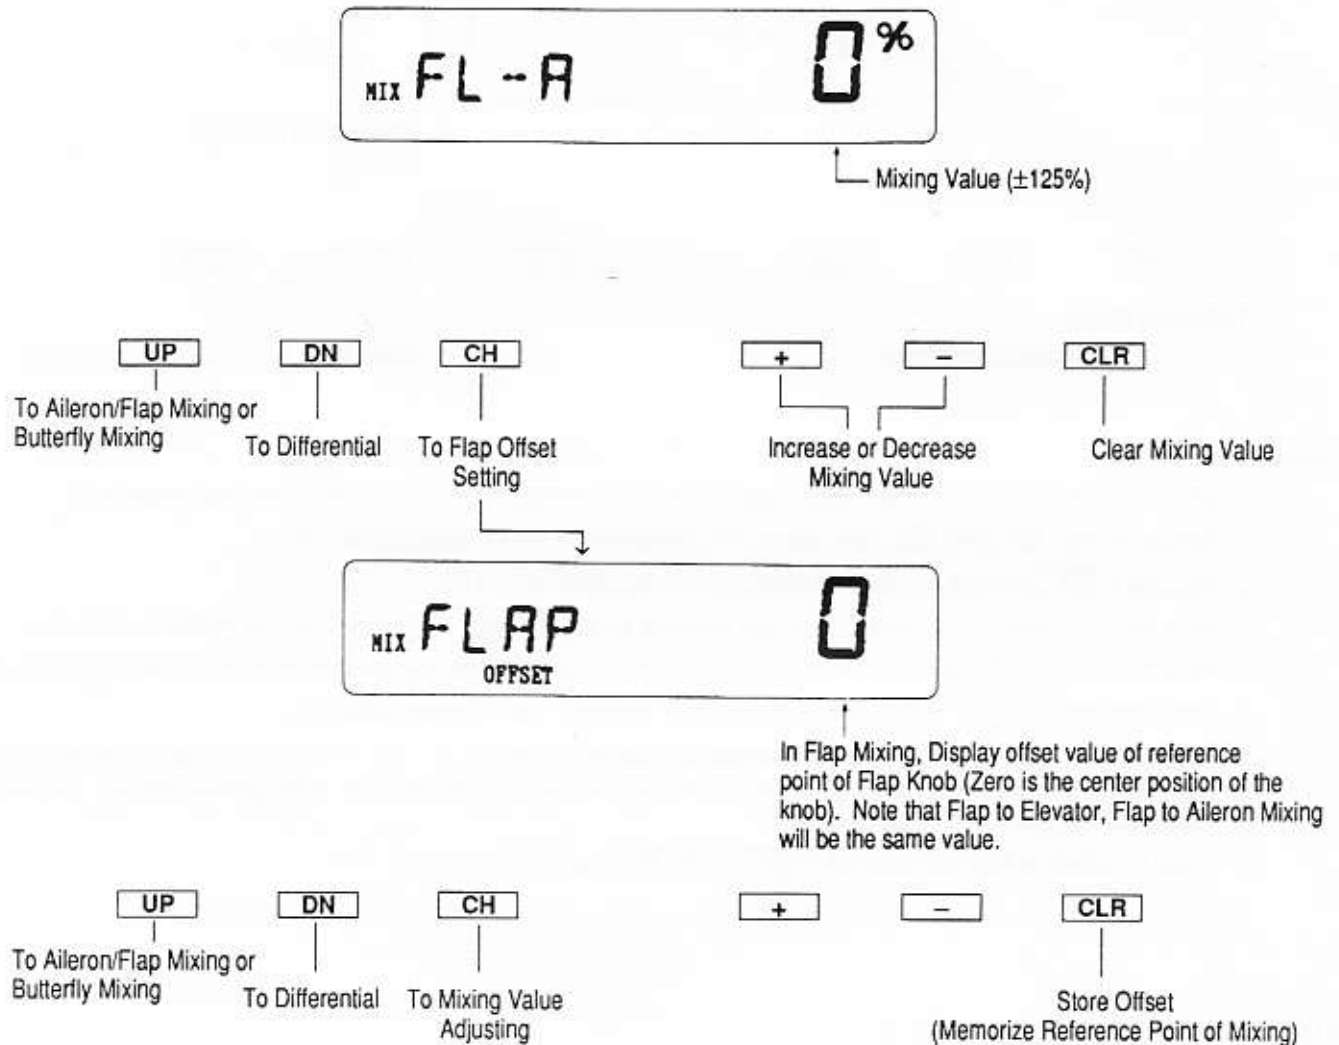 MIX FL-A 0%
Mixing Value (±125%)
UP DN CH + − CLR
To Aileron/Flap Mixing or
Butterfly Mixing
To Differential
To Flap Offset
Setting
Increase or Decrease
Mixing Value
Clear Mixing Value
MIX FLAP 0
OFFSET
In Flap Mixing, Display offset value of reference
point of Flap Knob (Zero is the center position of the
knob). Note that Flap to Elevator, Flap to Aileron Mixing
will be the same value.
UP DN CH + − CLR
To Aileron/Flap Mixing or
Butterfly Mixing
To Differential
To Mixing Value
Adjusting
Store Offset
(Memorize Reference Point of Mixing)